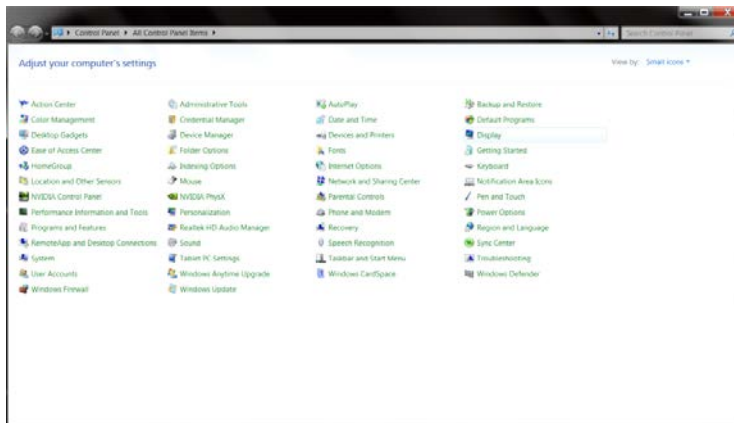 Control Panel All Control Panel Items Search Control Panel
Adjust your computer's settings View by: Small icons
Action Center Administrative Tools AutoPlay Backup and Restore
Color Management Credential Manager Date and Time Default Programs
Desktop Gadgets Device Manager Devices and Printers Display
Ease of Access Center Folder Options Fonts Getting Started
HomeGroup Indexing Options Internet Options Keyboard
Location and Other Sensors Mouse Network and Sharing Center Notification Area Icons
NVIDIA Control Panel NVIDIA PhysX Parental Controls Pen and Touch
Performance Information and Tools Personalization Phone and Modem Power Options
Programs and Features Realtek HD Audio Manager Recovery Region and Language
RemoteApp and Desktop Connections Sound Speech Recognition Sync Center
System Tablet PC Settings Taskbar and Start Menu Troubleshooting
User Accounts Windows Anytime Upgrade Windows CardSpace Windows Defender
Windows Firewall Windows Update